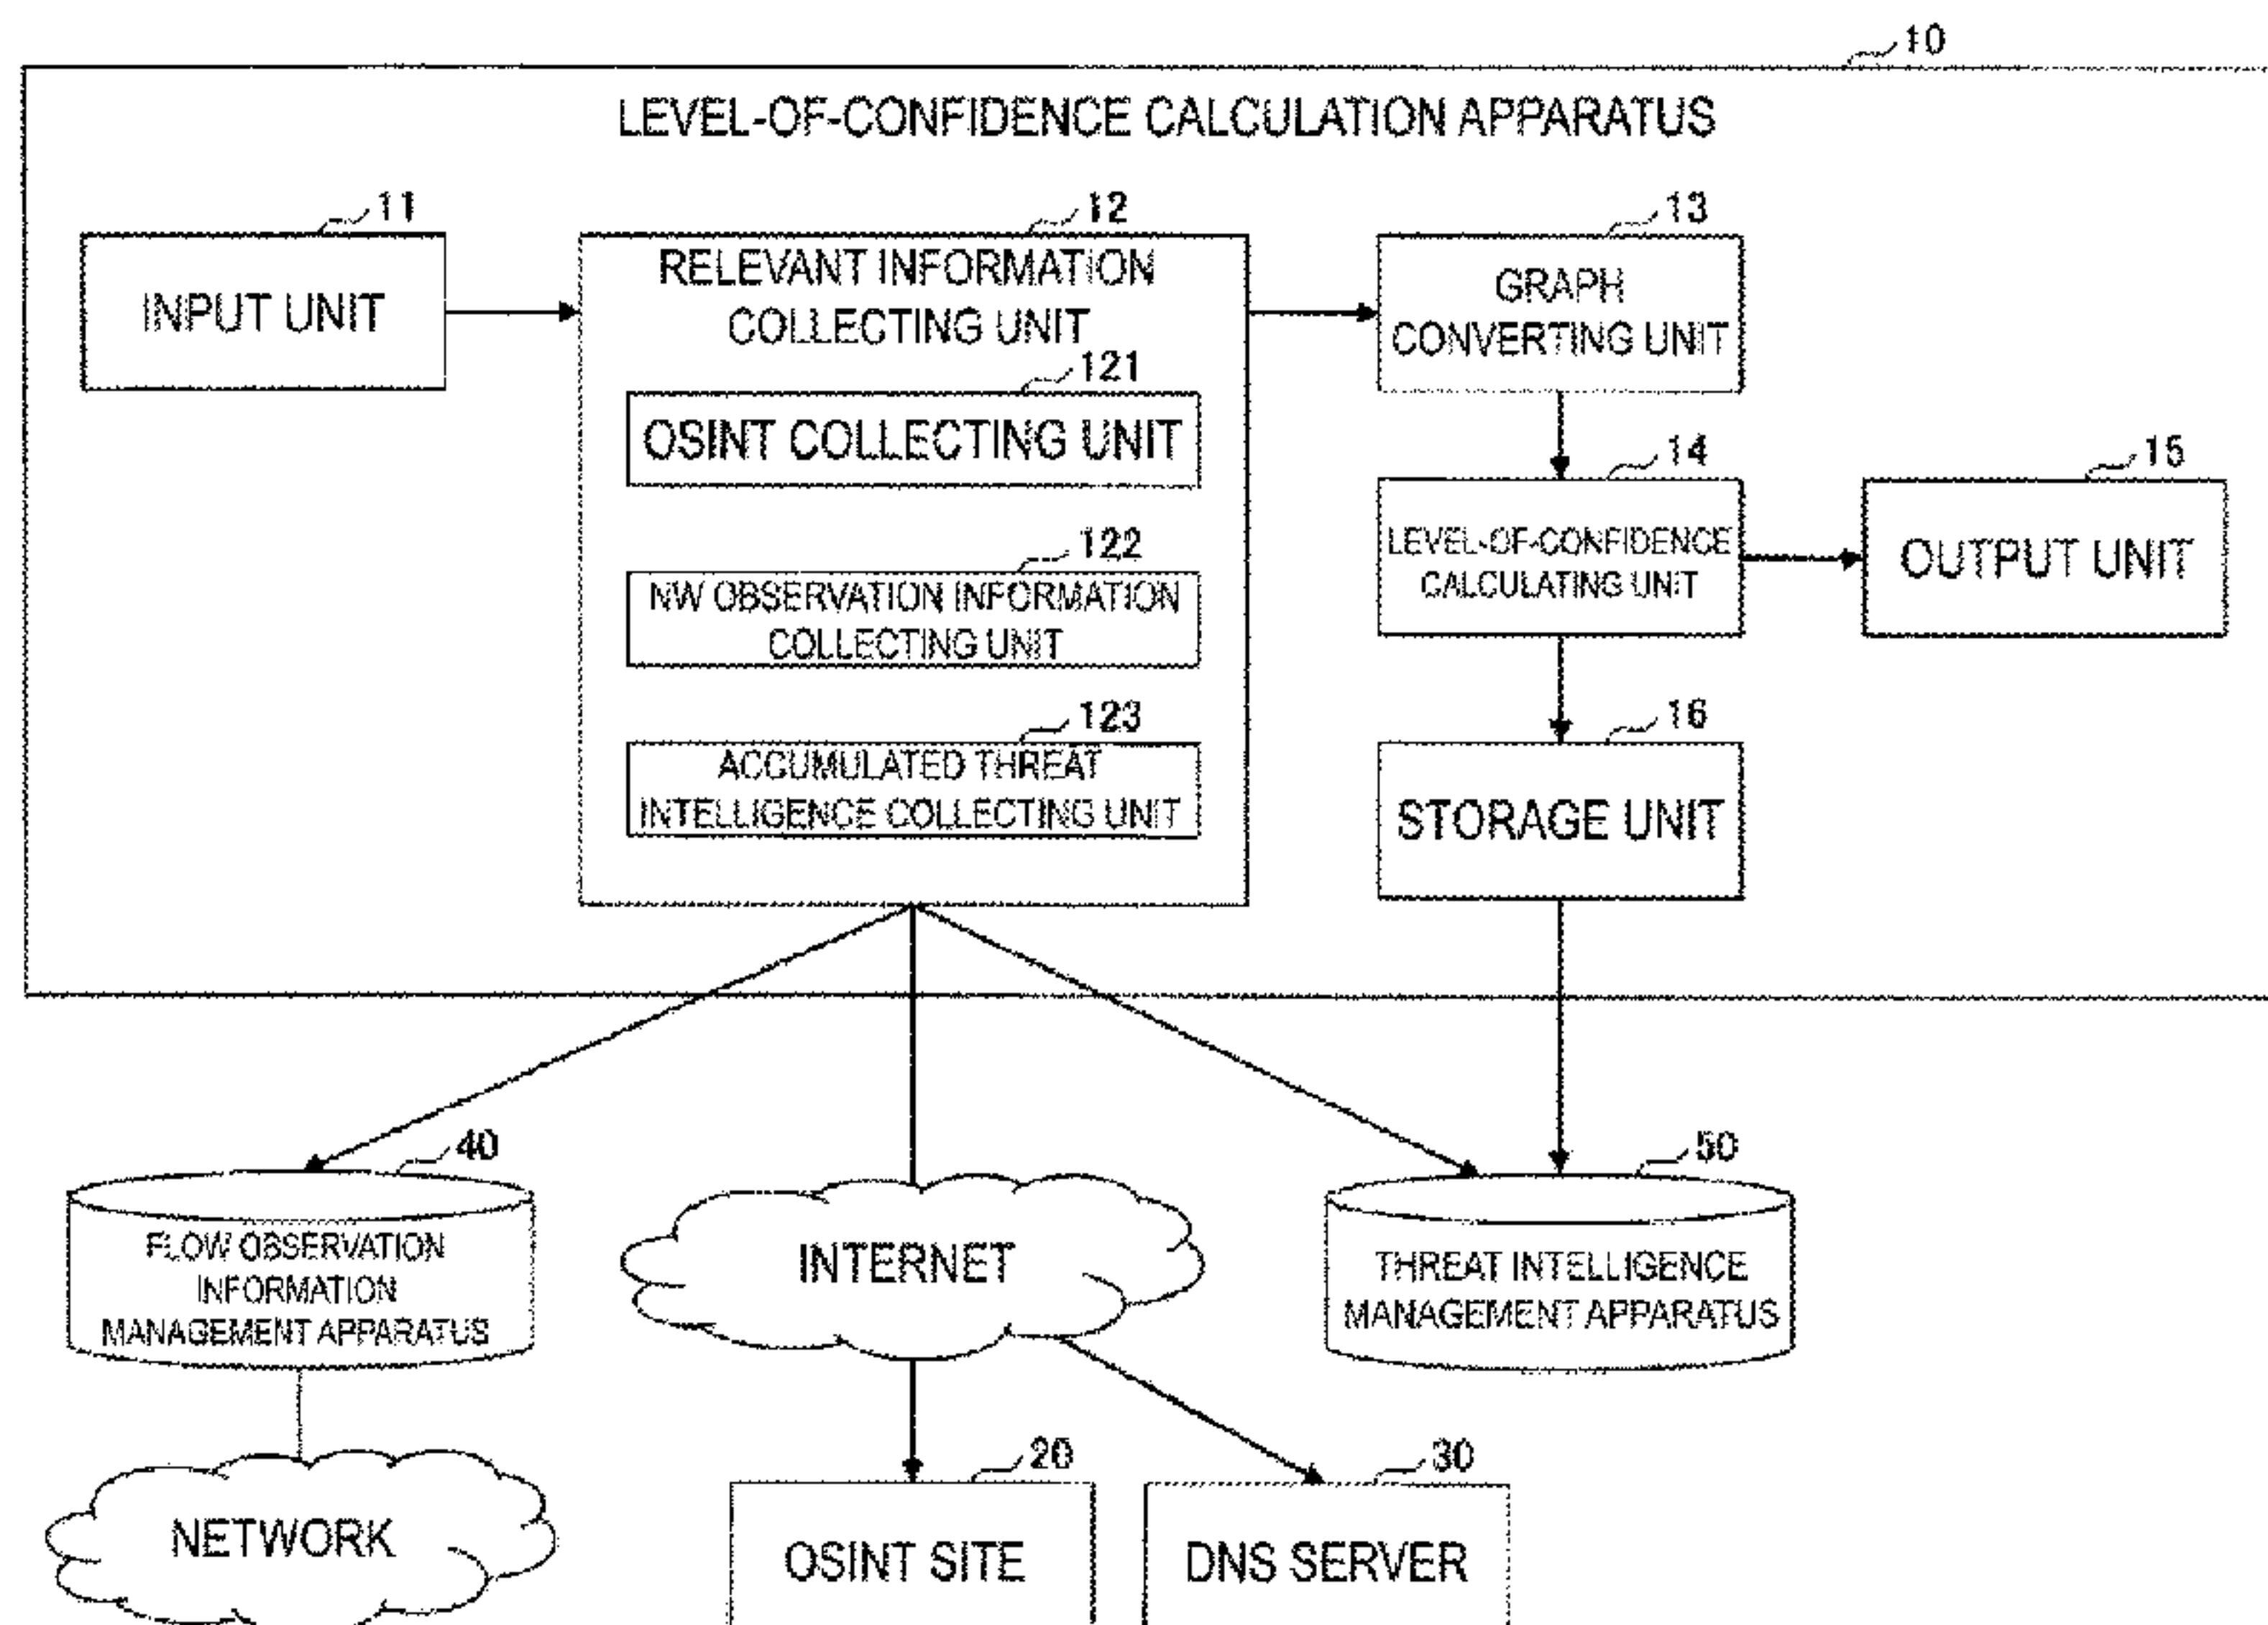 10
LEVEL-OF-CONFIDENCE CALCULATION APPARATUS
11
INPUT UNIT
12
RELEVANT INFORMATION
COLLECTING UNIT
121
OSINT COLLECTING UNIT
122
NW OBSERVATION INFORMATION
COLLECTING UNIT
123
ACCUMULATED THREAT
INTELLIGENCE COLLECTING UNIT
13
GRAPH
CONVERTING UNIT
14
LEVEL-OF-CONFIDENCE
CALCULATING UNIT
15
OUTPUT UNIT
16
STORAGE UNIT
40
FLOW OBSERVATION
INFORMATION
MANAGEMENT APPARATUS
INTERNET
50
THREAT INTELLIGENCE
MANAGEMENT APPARATUS
NETWORK
20
OSINT SITE
30
DNS SERVER